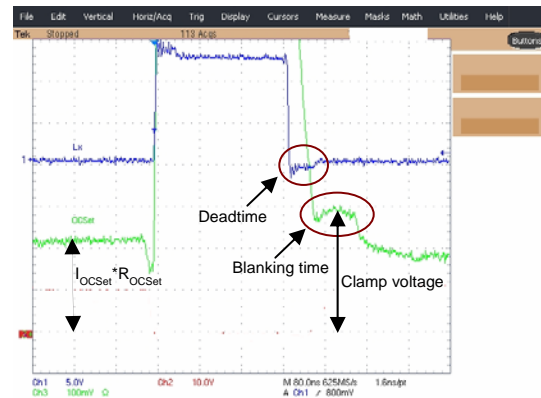 File Edit Vertical Horiz/Acq Trig Display Cursors Measure Masks Math Utilities Help
Tek Stopped 113 Acqs
Buttons
1
Lx
Deadtime
OCSet
Blanking time
Clamp voltage
IOCSet*ROCSet
Ch1 5.0V Ch2 10.0V M 80.0ns 625MS/s 1.6ns/pt
Ch3 100mV Ω A Ch1 / 800mV